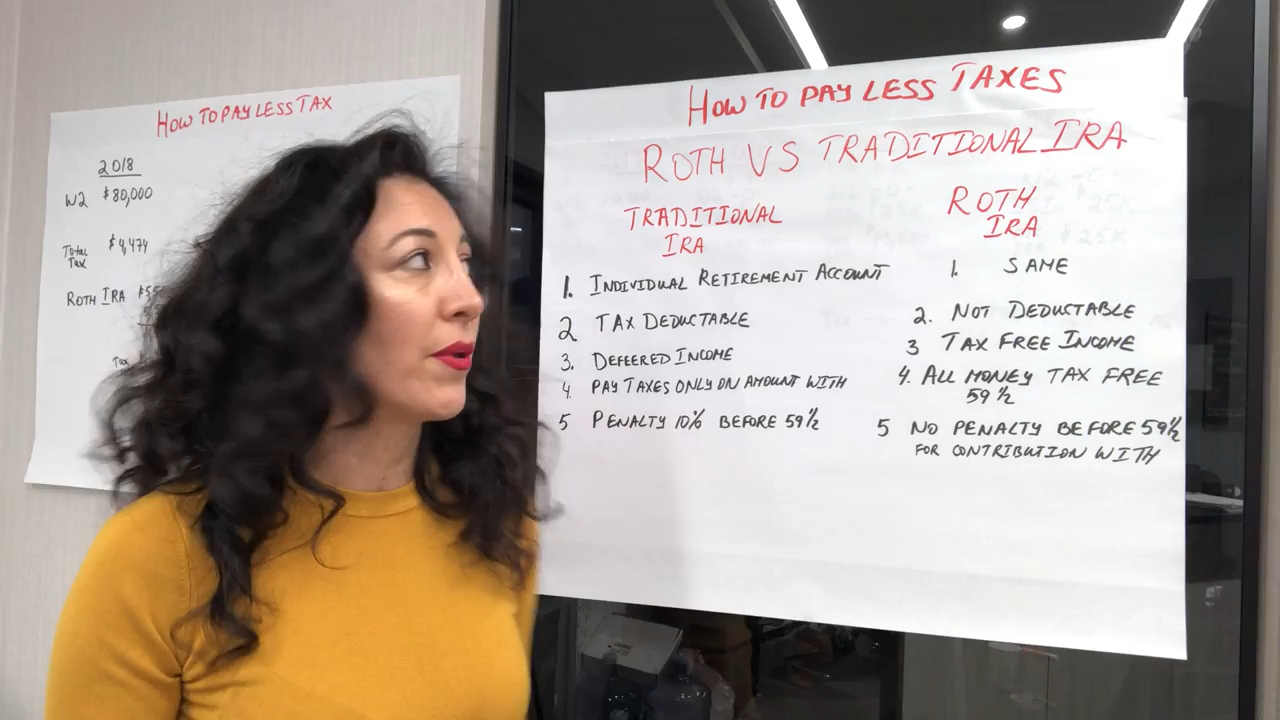 HOW TO PAY LESS TAX
2018
W2 $80,000
TOTAL TAX $4,474
ROTH IRA
TAX
HOW TO PAY LESS TAXES
ROTH VS TRADITIONAL IRA
TRADITIONAL
IRA
1. INDIVIDUAL RETIREMENT ACCOUNT
2 TAX DEDUCTABLE
3. DEFEERED INCOME
4. PAY TAXES ONLY ON AMOUNT WITH
5 PENALTY 10% BEFORE 59½
ROTH
IRA
1. SAME
2. NOT DEDUCTABLE
3 TAX FREE INCOME
4. ALL MONEY TAX FREE
59½
5 NO PENALTY BEFORE 59½
FOR CONTRIBUTION WITH